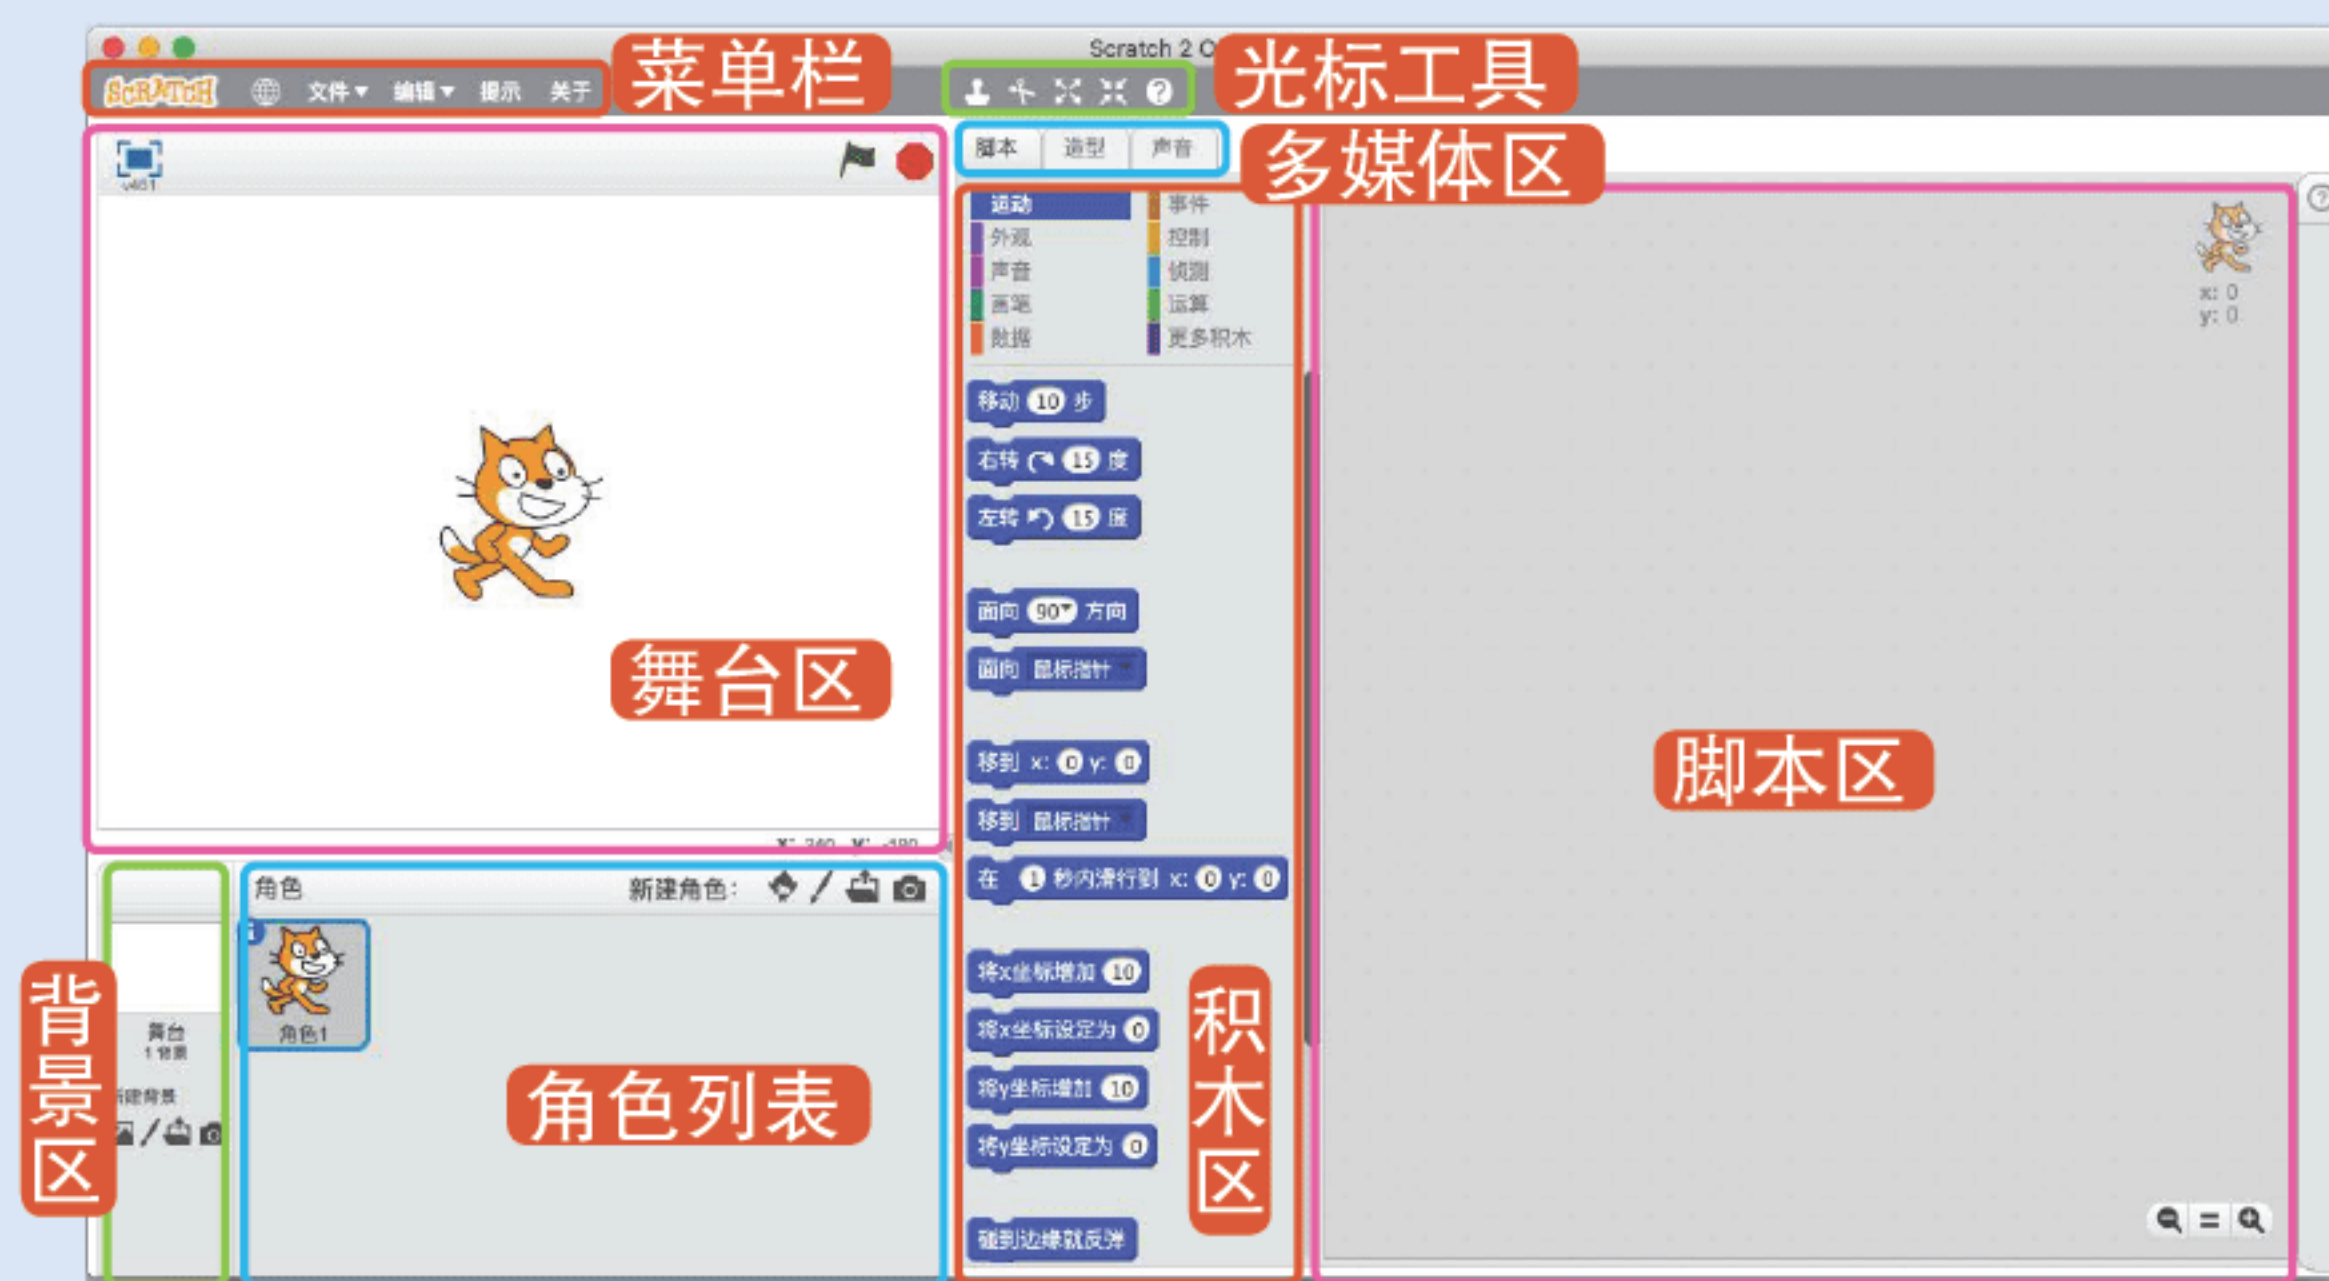 Scratch 2 O
SCRATCH 文件 编辑 提示 关于
菜单栏
光标工具
脚本 造型 声音
多媒体区
v461
运动 事件
外观 控制
声音 侦测
画笔 运算
数据 更多积木
x: 0
y: 0
移动 10 步
右转 15 度
左转 15 度
面向 90 方向
面向 鼠标指针
移到 x: 0 y: 0
移到 鼠标指针
在 1 秒内滑行到 x: 0 y: 0
将x坐标增加 10
将x坐标设定为 0
将y坐标增加 10
将y坐标设定为 0
碰到边缘就反弹
舞台区
X: 240 Y: -180
脚本区
角色 新建角色:
角色1
舞台
1 背景
新建背景
背景区
角色列表
积木区